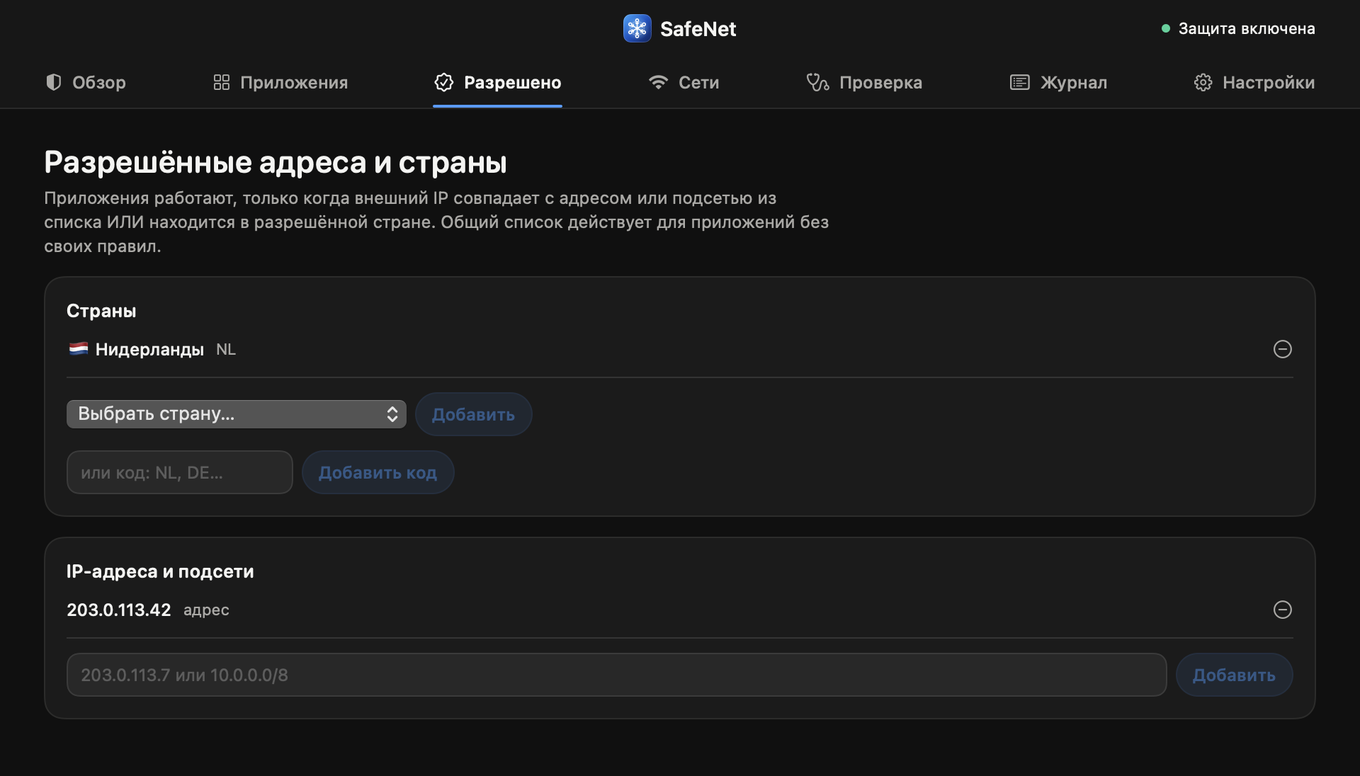 SafeNet
Защита включена
Обзор
Приложения
Разрешено
Сети
Проверка
Журнал
Настройки
Разрешённые адреса и страны
Приложения работают, только когда внешний IP совпадает с адресом или подсетью из
списка ИЛИ находится в разрешённой стране. Общий список действует для приложений без
своих правил.
Страны
Нидерланды NL
Выбрать страну...
Добавить
или код: NL, DE...
Добавить код
IP-адреса и подсети
203.0.113.42 адрес
203.0.113.7 или 10.0.0.0/8
Добавить